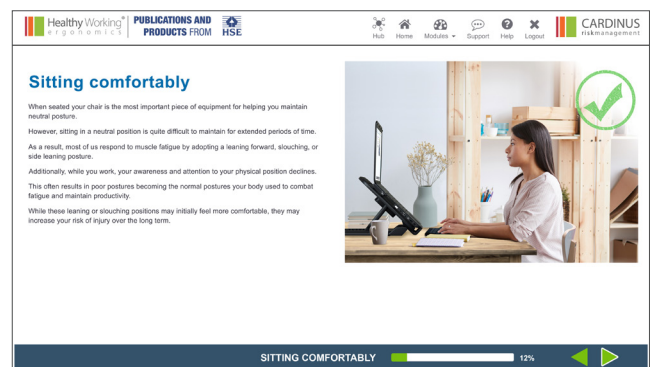 Healthy Working®
ergonomics
PUBLICATIONS AND
PRODUCTS FROM
HSE
Hub
Home
Modules
Support
Help
Logout
CARDINUS
riskmanagement
Sitting comfortably
When seated your chair is the most important piece of equipment for helping you maintain
neutral posture.
However, sitting in a neutral position is quite difficult to maintain for extended periods of time.
As a result, most of us respond to muscle fatigue by adopting a leaning forward, slouching, or
side leaning posture.
Additionally, while you work, your awareness and attention to your physical position declines.
This often results in poor postures becoming the normal postures your body used to combat
fatigue and maintain productivity.
While these leaning or slouching positions may initially feel more comfortable, they may
increase your risk of injury over the long term.
SITTING COMFORTABLY
12%